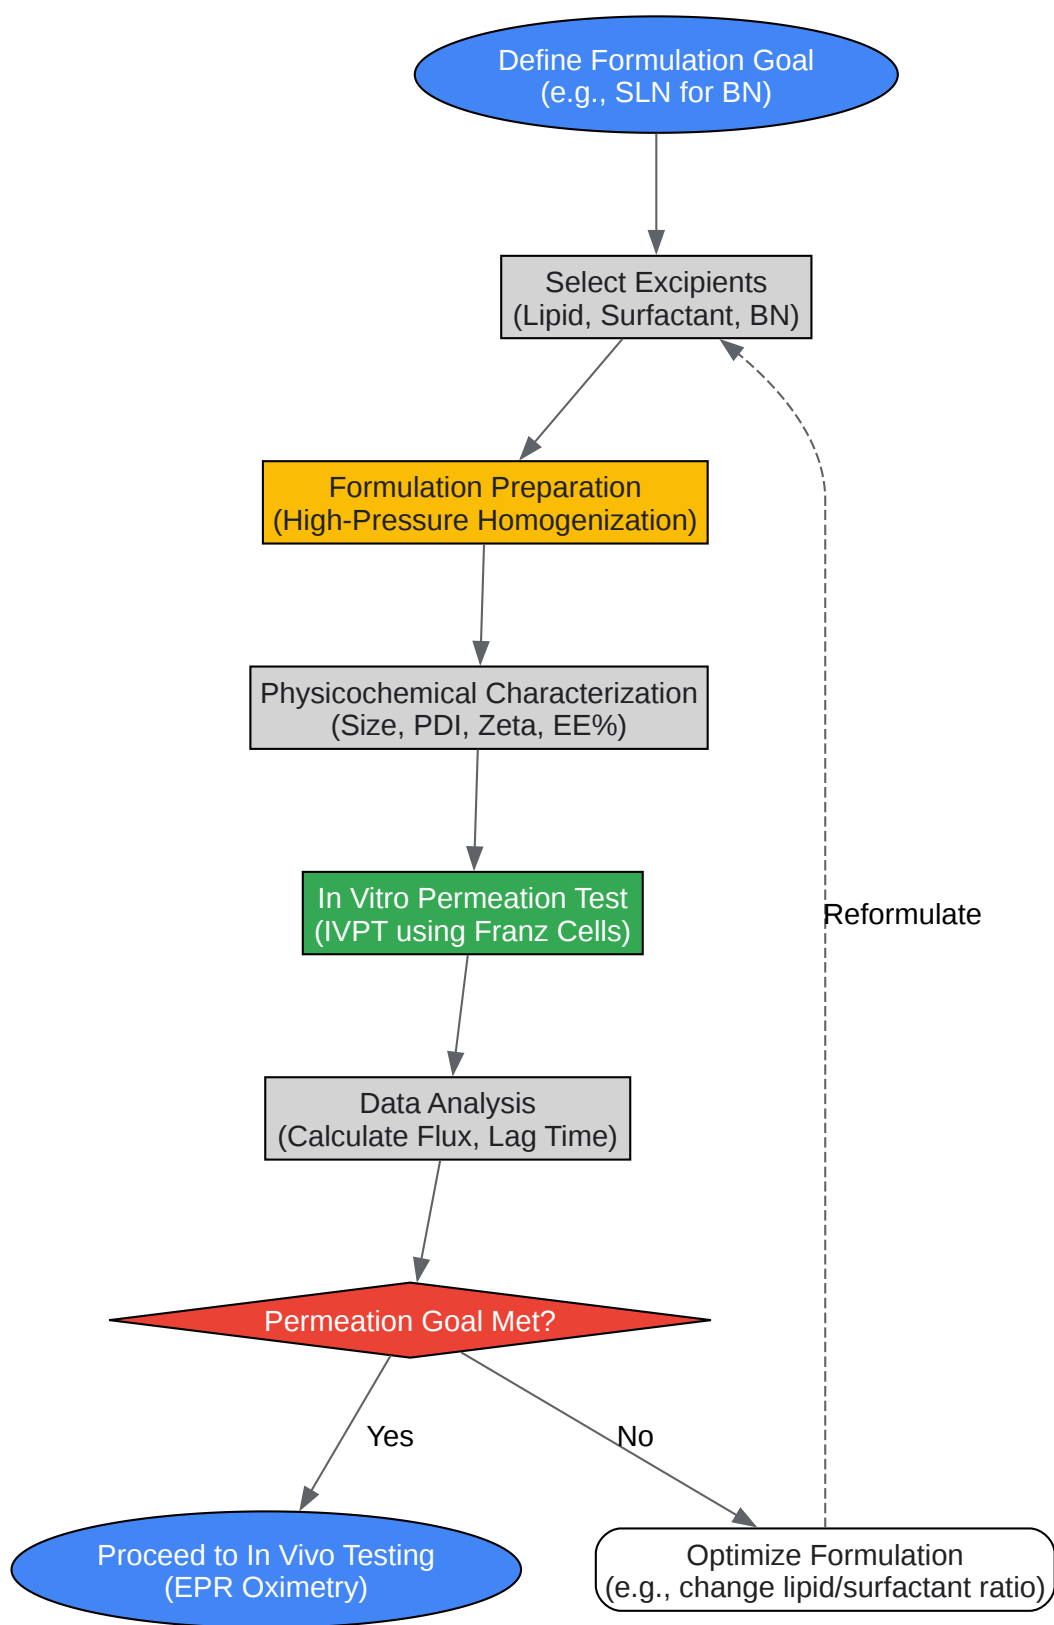 Define Formulation Goal
(e.g., SLN for BN)
Select Excipients
(Lipid, Surfactant, BN)
Formulation Preparation
(High-Pressure Homogenization)
Physicochemical Characterization
(Size, PDI, Zeta, EE%)
In Vitro Permeation Test
(IVPT using Franz Cells)
Reformulate
Data Analysis
(Calculate Flux, Lag Time)
Permeation Goal Met?
Yes
No
Proceed to In Vivo Testing
(EPR Oximetry)
Optimize Formulation
(e.g., change lipid/surfactant ratio)